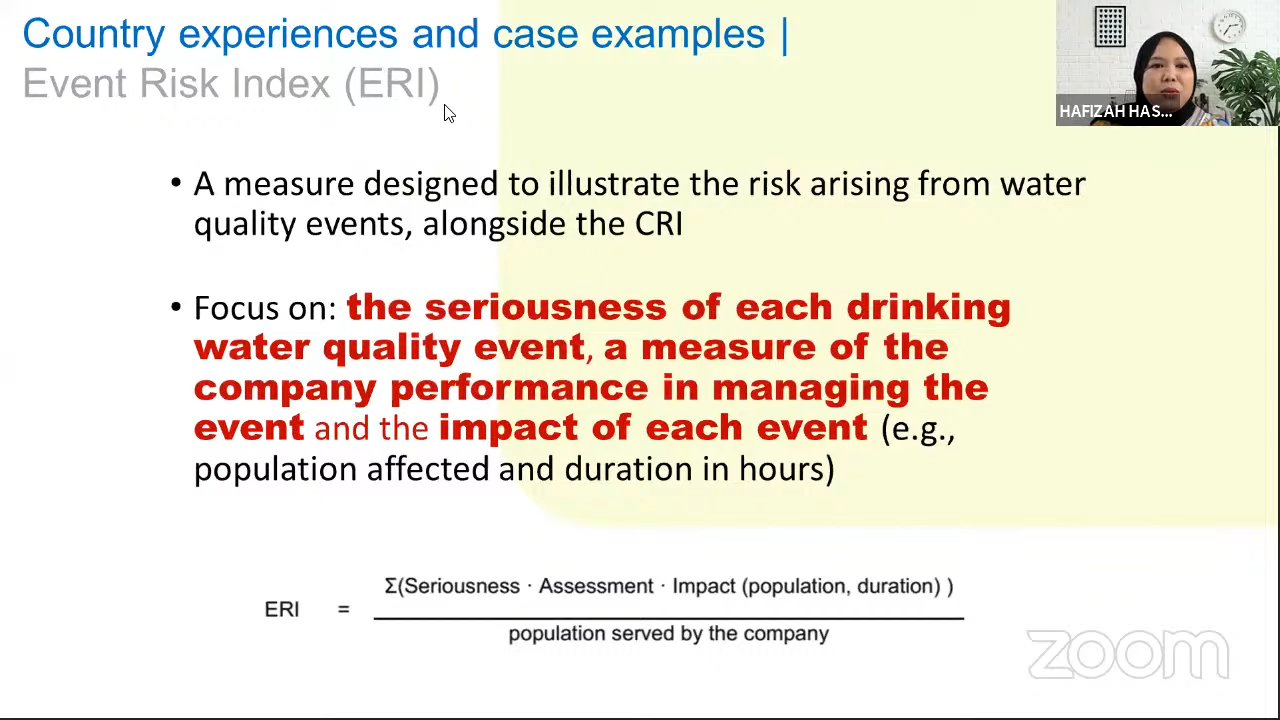 Country experiences and case examples |
Event Risk Index (ERI)
HAFIZAH HAS...
• A measure designed to illustrate the risk arising from water
quality events, alongside the CRI
• Focus on: the seriousness of each drinking
water quality event, a measure of the
company performance in managing the
event and the impact of each event (e.g.,
population affected and duration in hours)
Σ(Seriousness · Assessment · Impact (population, duration) )
ERI =
population served by the company
zoom